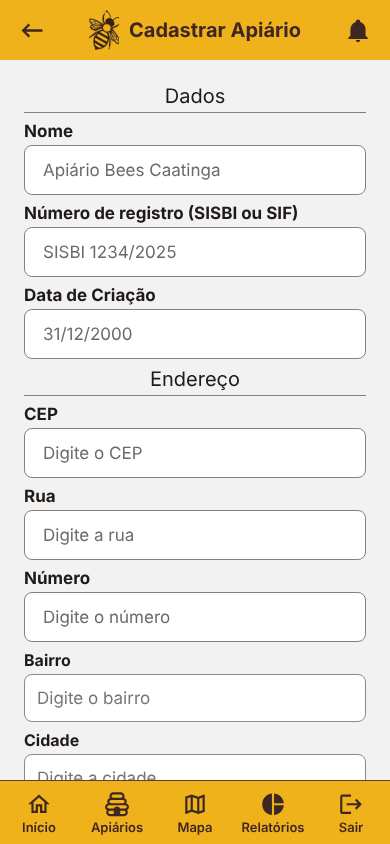 Cadastrar Apiário
Dados
Nome
Apiário Bees Caatinga
Número de registro (SISBI ou SIF)
SISBI 1234/2025
Data de Criação
31/12/2000
Endereço
CEP
Digite o CEP
Rua
Digite a rua
Número
Digite o número
Bairro
Digite o bairro
Cidade
Digite a cidade
Início Apiários Mapa Relatórios Sair